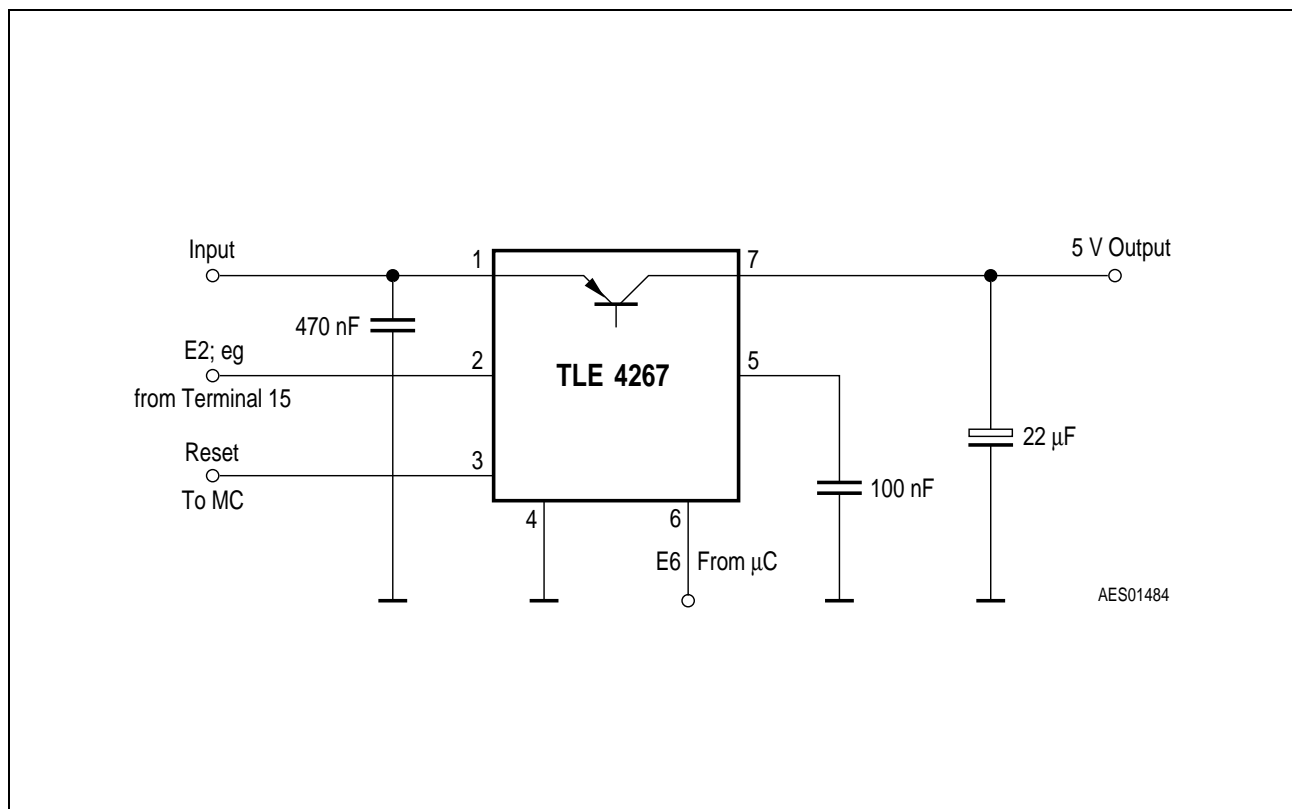 Input
1
7
5 V Output
470 nF
E2; eg
from Terminal 15
2
TLE 4267
5
22 µF
Reset
To MC
3
100 nF
4
6
E6 From µC
AES01484